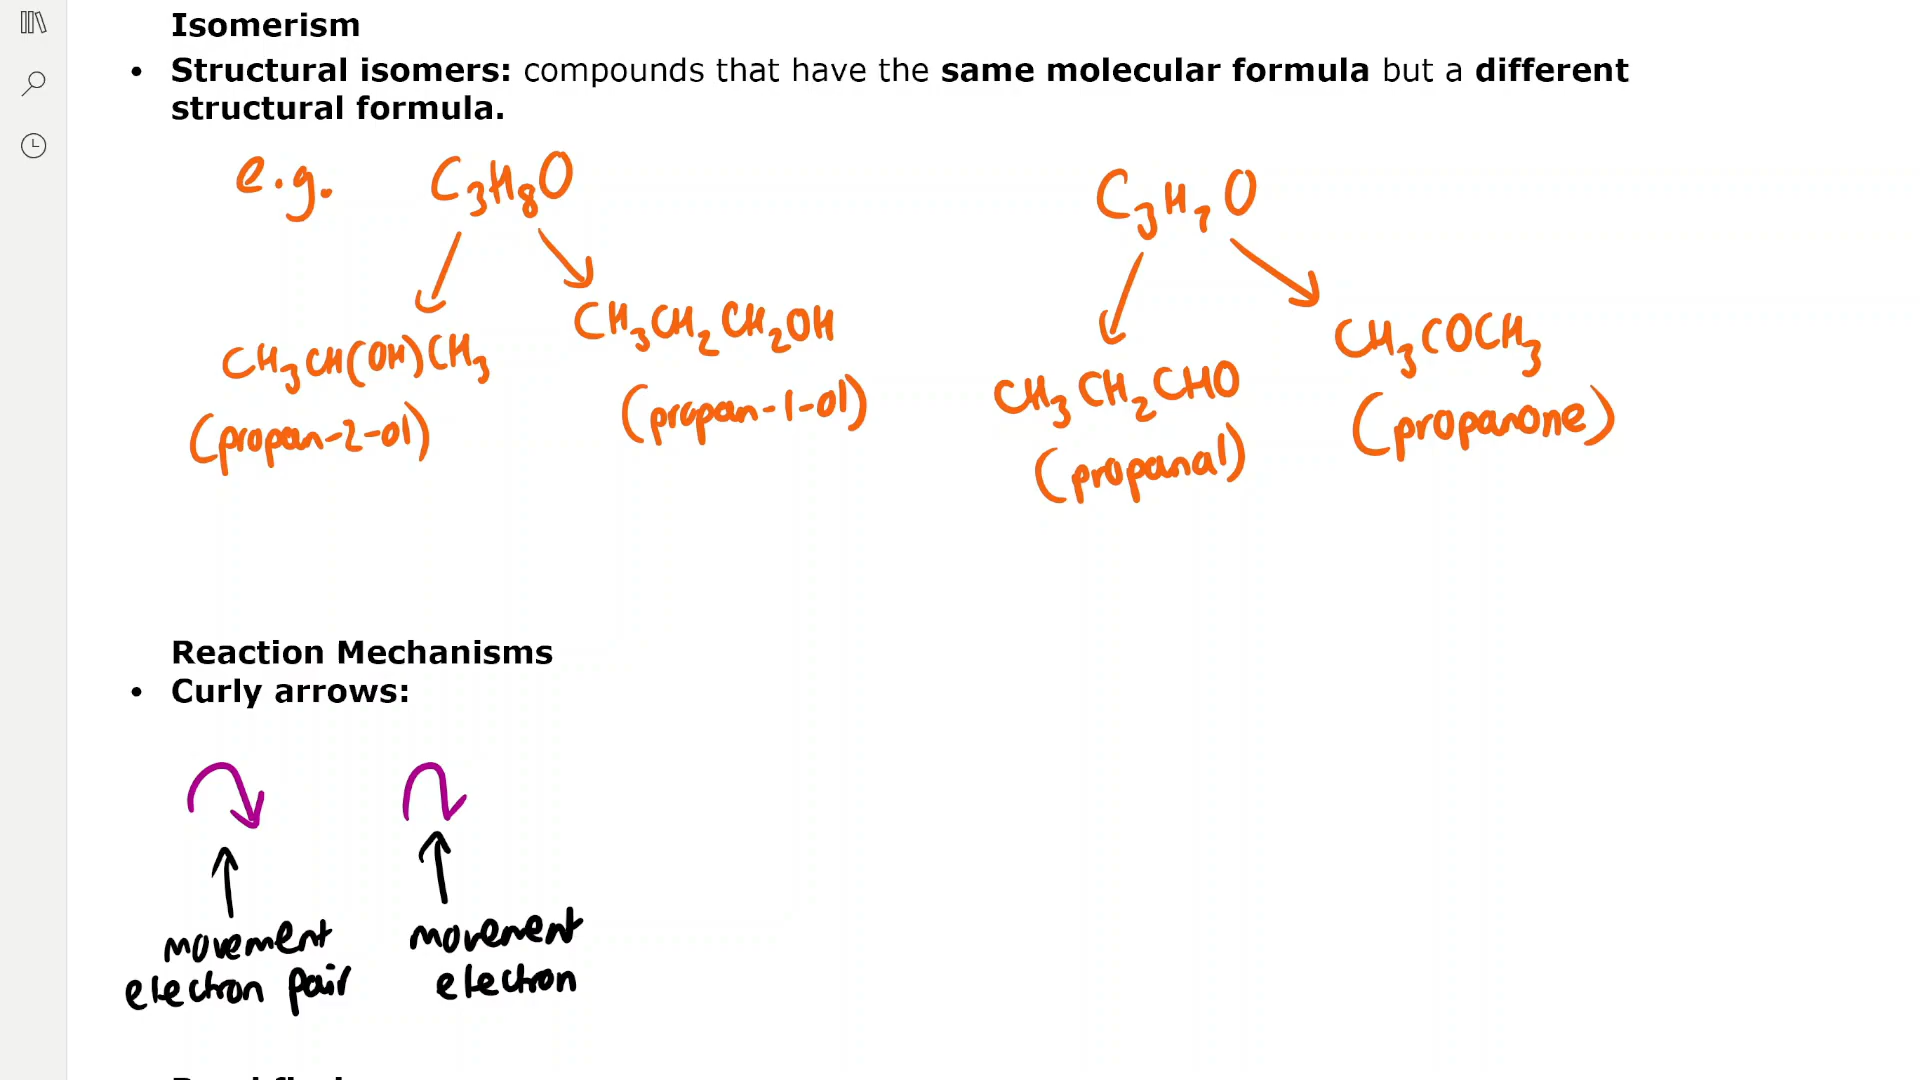 Isomerism
• Structural isomers: compounds that have the same molecular formula but a different
structural formula.
e.g. C₃H₈O C₃H₇O
CH₃CH(OH)CH₃ CH₃CH₂CH₂OH CH₃CH₂CHO CH₃COCH₃
(propan-2-ol) (propan-1-ol) (propanal) (propanone)
Reaction Mechanisms
• Curly arrows:
movement movement
electron pair electron